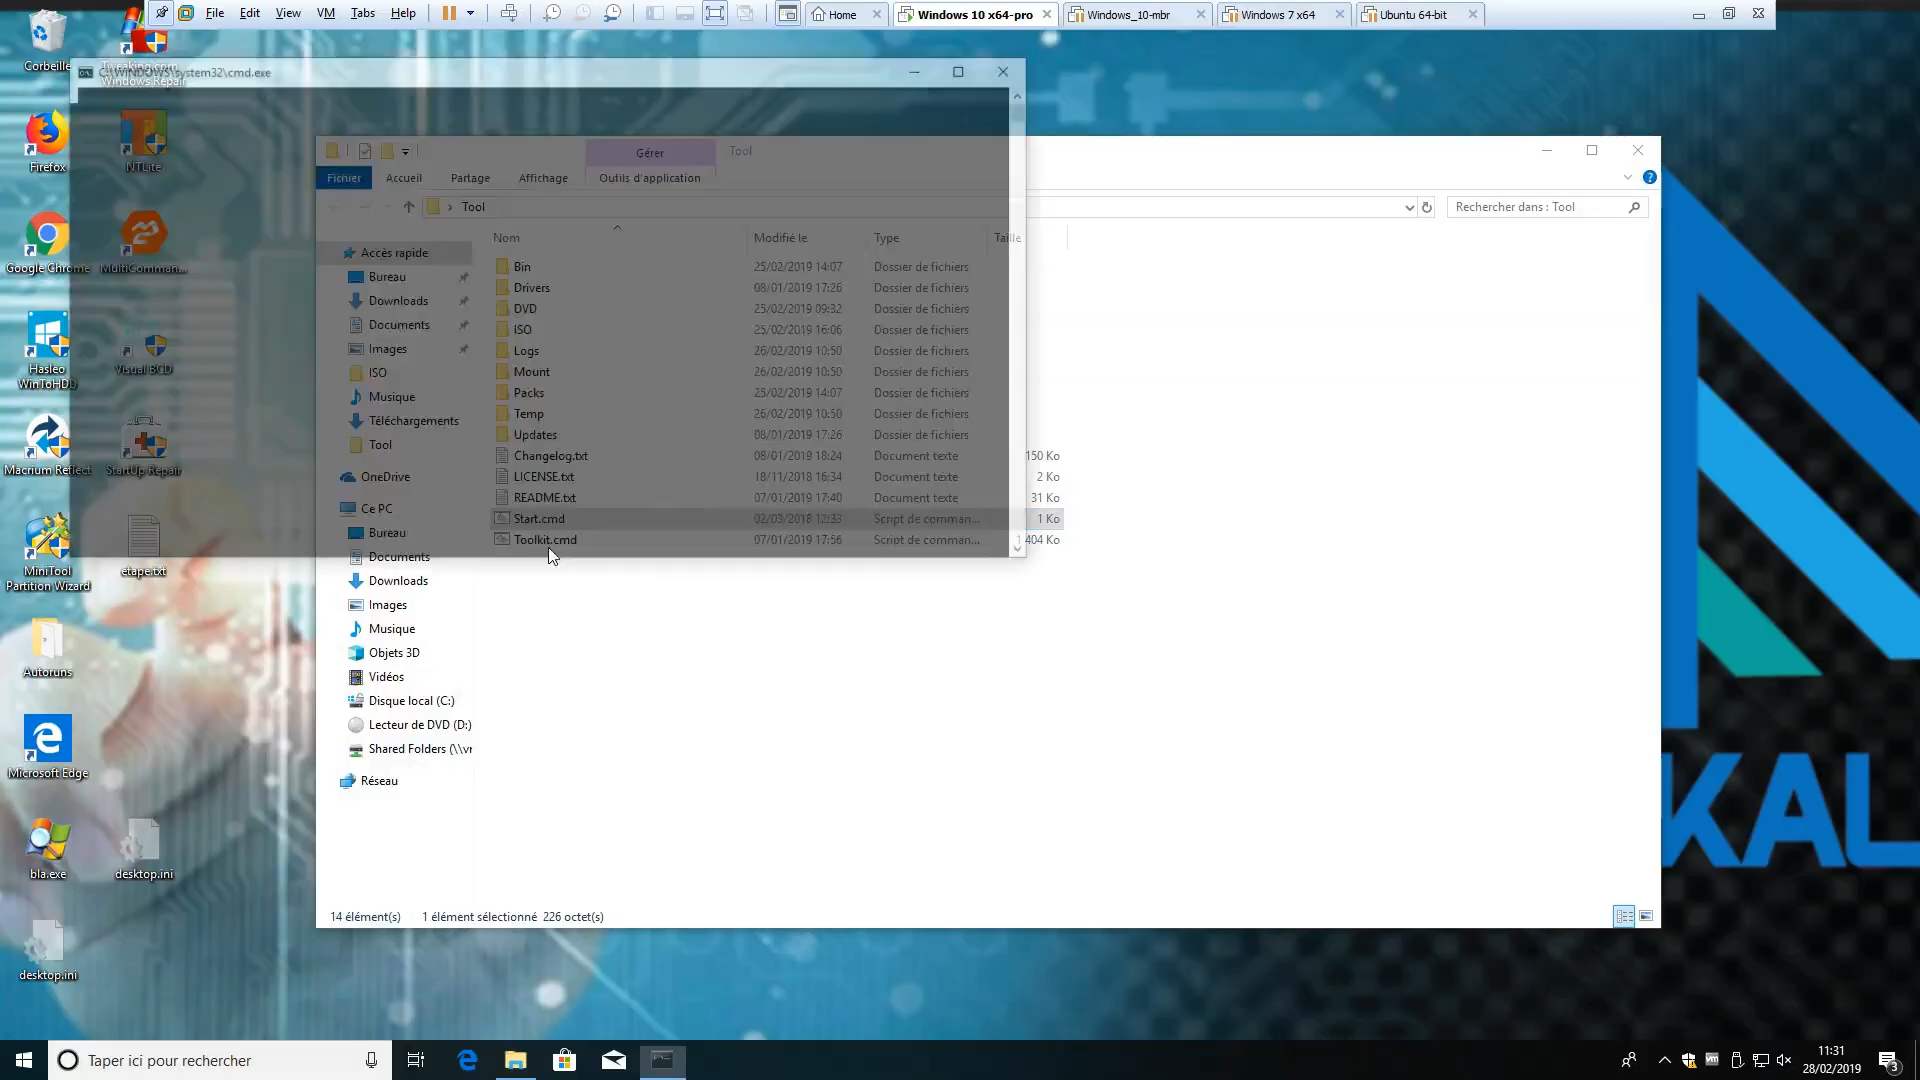 File Edit View VM Tabs Help
Home
Windows 10 x64-pro
Windows_10-mbr
Windows 7 x64
Ubuntu 64-bit
Corbeille
Tweaking.com
Windows Repair
C:\WINDOWS\system32\cmd.exe
Firefox
NTLite
Google Chrome
MultiComman...
Hasleo
WinToHDD
Visual BCD
Macrium Reflect
StartUp Repair
MiniTool
Partition Wizard
etape.txt
Autoruns
Microsoft Edge
bla.exe
desktop.ini
desktop.ini
Gérer
Tool
Fichier
Accueil
Partage
Affichage
Outils d'application
Tool
Rechercher dans : Tool
Accès rapide
Bureau
Downloads
Documents
Images
ISO
Musique
Téléchargements
Tool
OneDrive
Ce PC
Bureau
Documents
Downloads
Images
Musique
Objets 3D
Vidéos
Disque local (C:)
Lecteur de DVD (D:)
Shared Folders (\\vr
Réseau
Nom Modifié le Type Taille
Bin 25/02/2019 14:07 Dossier de fichiers
Drivers 08/01/2019 17:26 Dossier de fichiers
DVD 25/02/2019 09:32 Dossier de fichiers
ISO 25/02/2019 16:06 Dossier de fichiers
Logs 26/02/2019 10:50 Dossier de fichiers
Mount 26/02/2019 10:50 Dossier de fichiers
Packs 25/02/2019 14:07 Dossier de fichiers
Temp 26/02/2019 10:50 Dossier de fichiers
Updates 08/01/2019 17:26 Dossier de fichiers
Changelog.txt 08/01/2019 18:24 Document texte 150 Ko
LICENSE.txt 18/11/2018 16:34 Document texte 2 Ko
README.txt 07/01/2019 17:40 Document texte 31 Ko
Start.cmd 02/03/2018 12:33 Script de comman... 1 Ko
Toolkit.cmd 07/01/2019 17:56 Script de comman... 1 404 Ko
14 élément(s) 1 élément sélectionné 226 octet(s)
KAL
Taper ici pour rechercher
11:31
28/02/2019
3